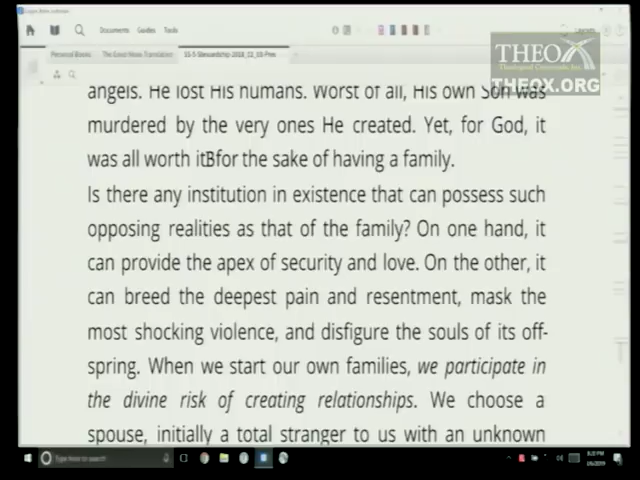 Documents Guides Tools
Personal Books
THEOX
THEOX.ORG
angels. He lost His humans. Worst of all, His own Son was
murdered by the very ones He created. Yet, for God, it
was all worth itBfor the sake of having a family.
Is there any institution in existence that can possess such
opposing realities as that of the family? On one hand, it
can provide the apex of security and love. On the other, it
can breed the deepest pain and resentment, mask the
most shocking violence, and disfigure the souls of its off-
spring. When we start our own families, we participate in
the divine risk of creating relationships. We choose a
spouse, initially a total stranger to us with an unknown
Type here to search